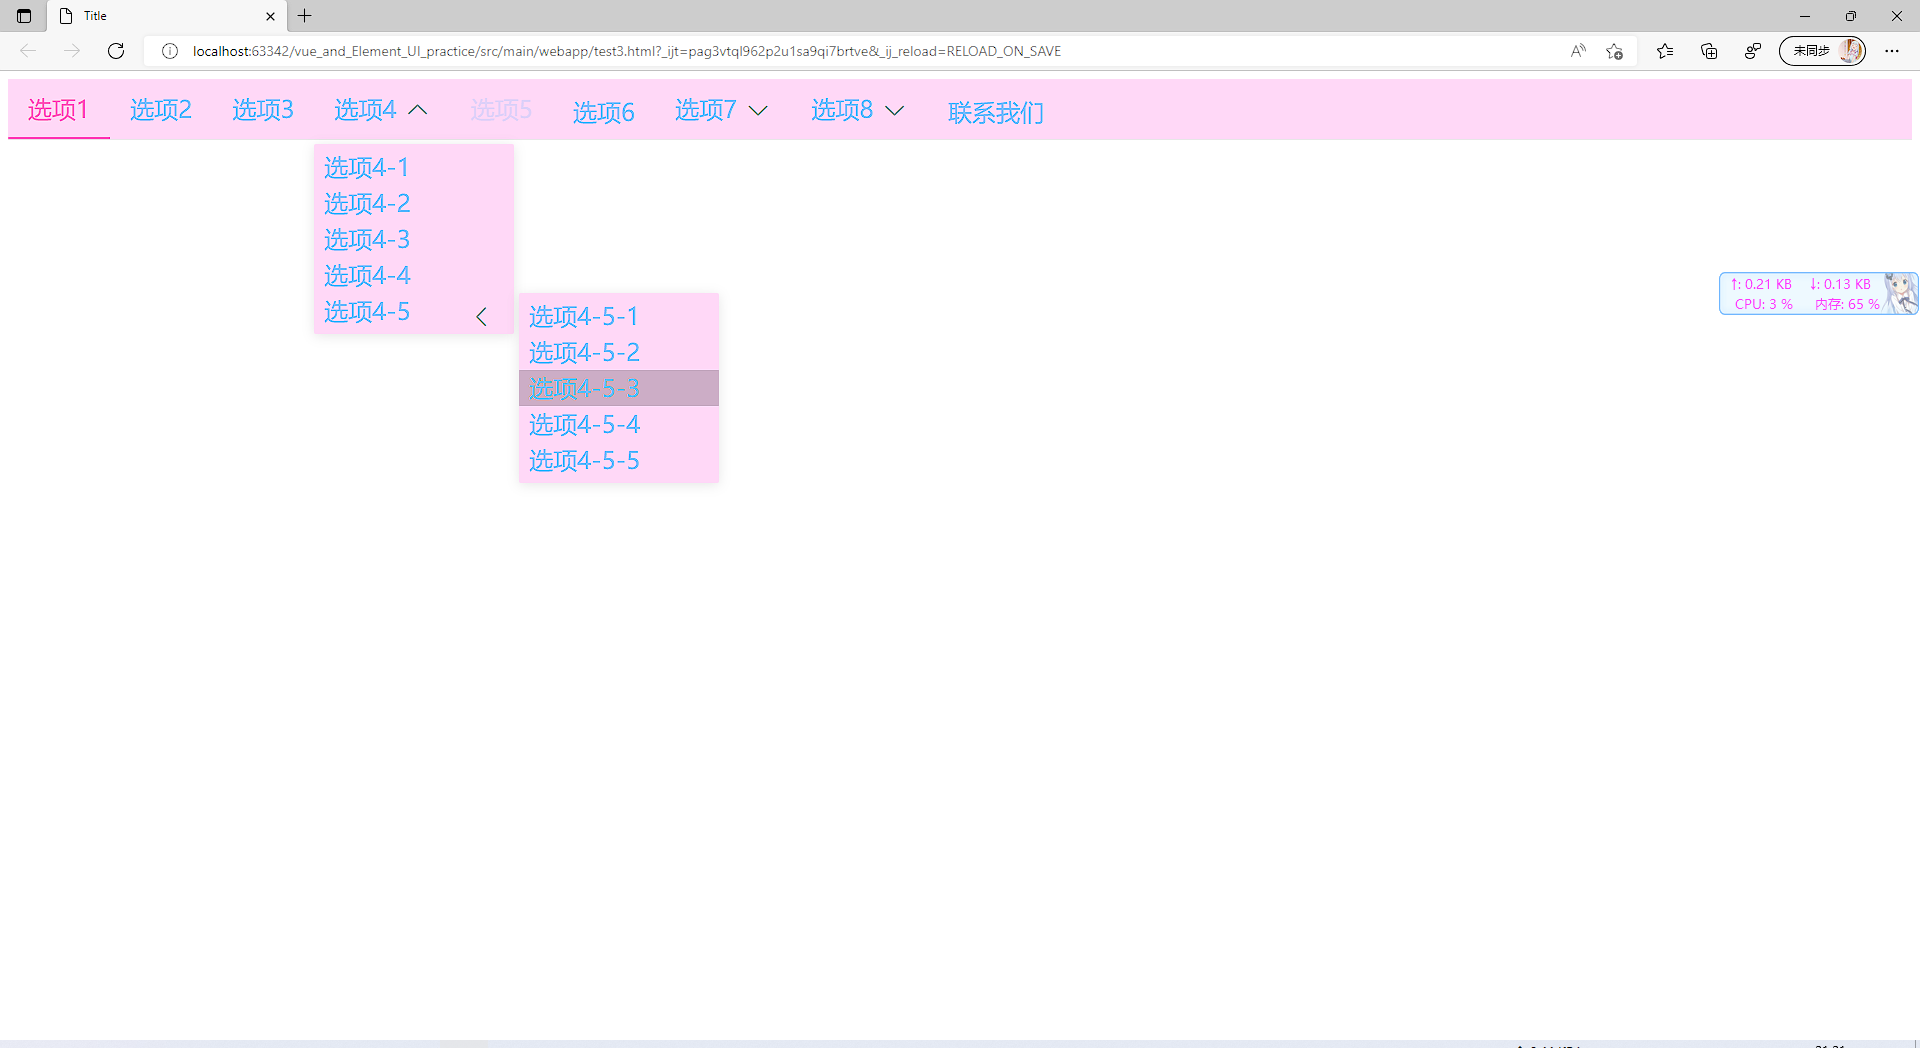 Title
localhost:63342/vue_and_Element_UI_practice/src/main/webapp/test3.html?_ijt=pag3vtql962p2u1sa9qi7brtve&_ij_reload=RELOAD_ON_SAVE
未同步
选项1 选项2 选项3 选项4 选项5 选项6 选项7 选项8 联系我们
选项4-1
选项4-2
选项4-3
选项4-4
选项4-5
选项4-5-1
选项4-5-2
选项4-5-3
选项4-5-4
选项4-5-5
↑: 0.21 KB ↓: 0.13 KB
CPU: 3 % 内存: 65 %